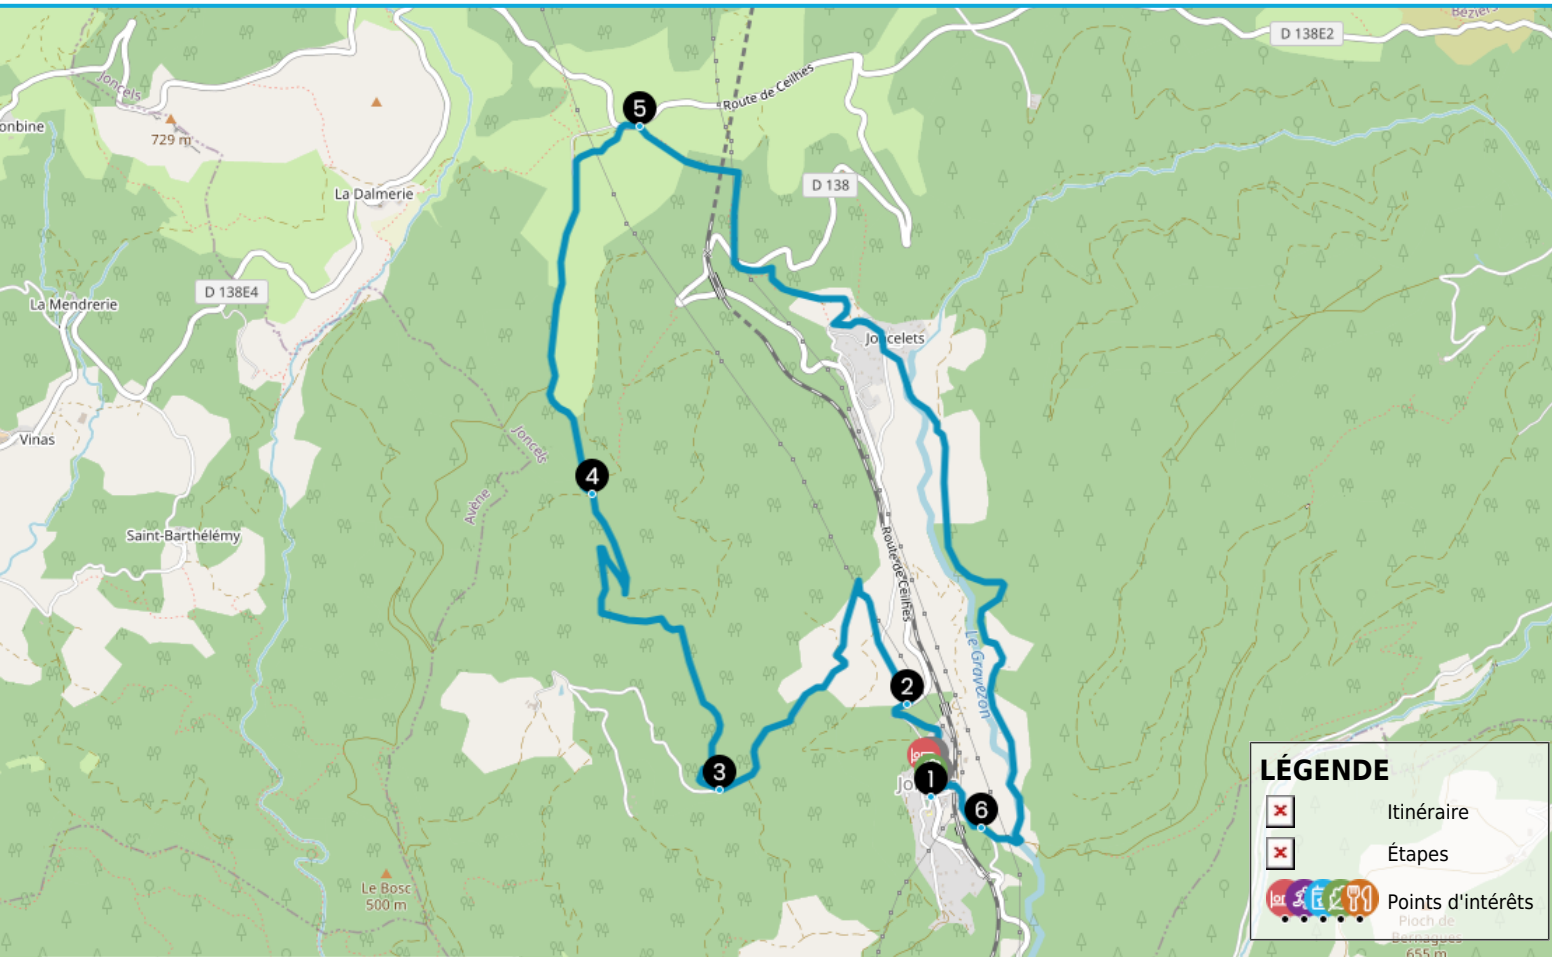 Béziers
D 138E2
Joncels
Route de Ceilhes
5
onbine
729 m
La Dalmerie
D 138
D 138E4
La Mendrerie
Joncelets
Vinas
Joncels
4
Avène
Saint-Barthélémy
Route de Ceilhes
Le Gravezon
2
3
1
Jo
6
Le Bosc
500 m
LÉGENDE
Itinéraire
Étapes
Points d'intérêts
Pioch de
Bernagues
655 m